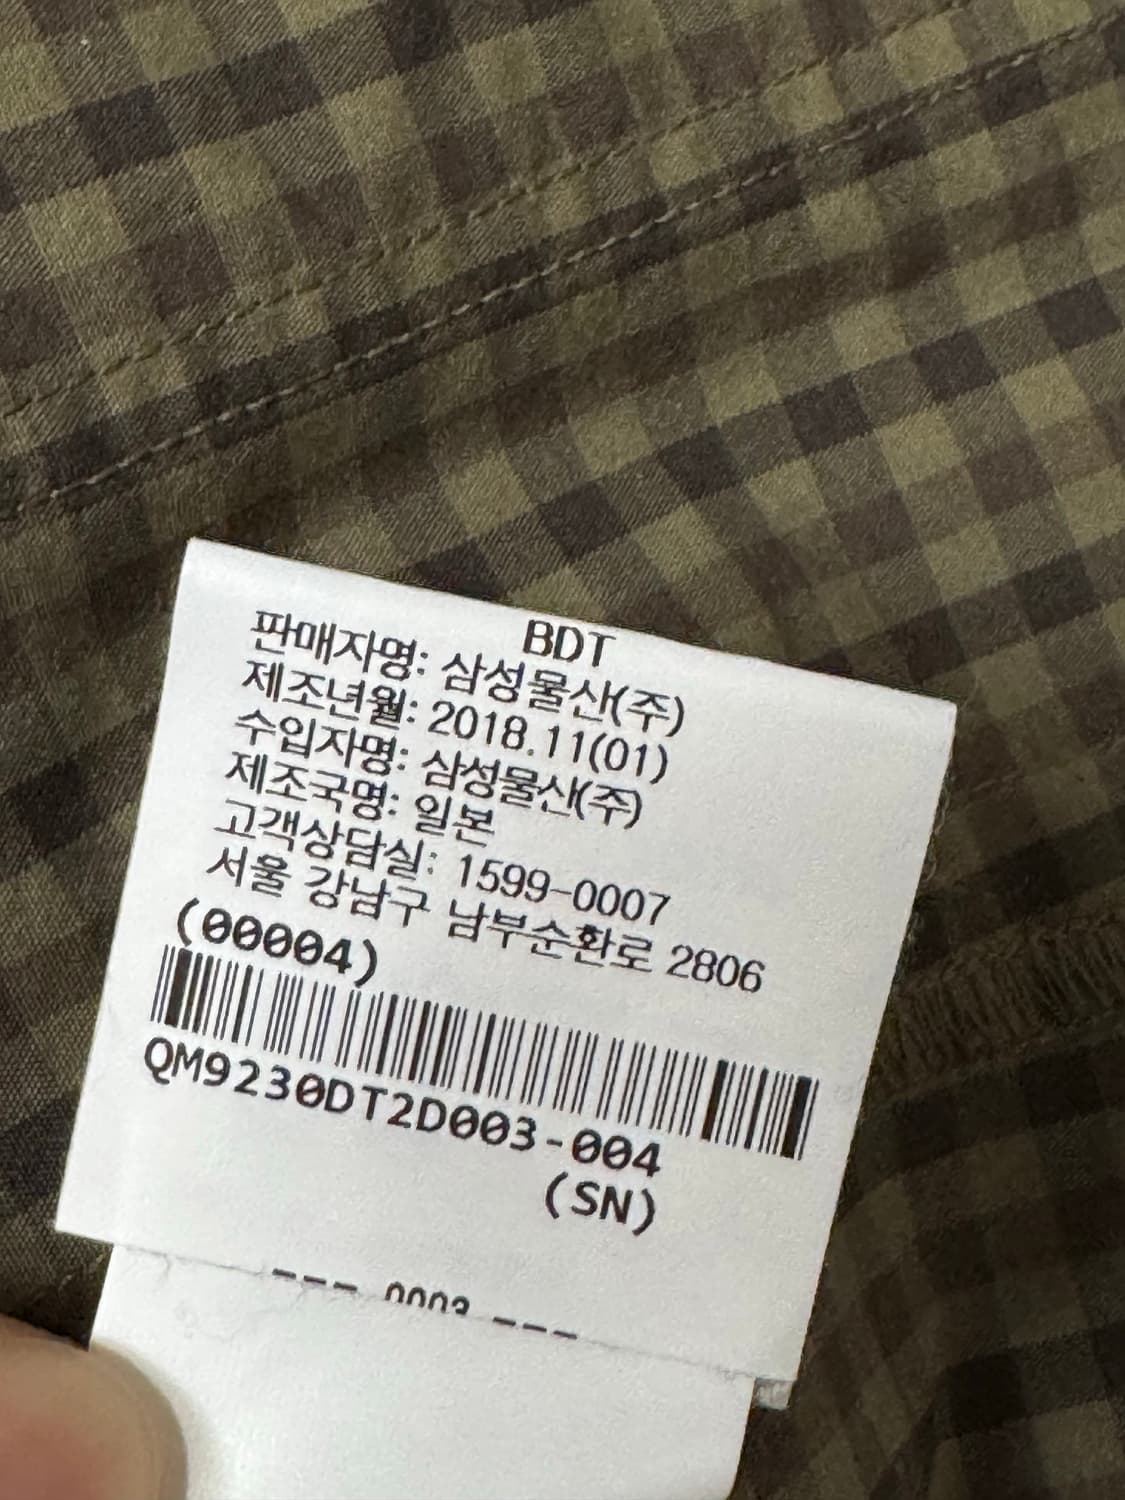 BDT
판매자명: 삼성물산(주)
제조년월: 2018.11(01)
수입자명: 삼성물산(주)
제조국명: 일본
고객상담실: 1599-0007
서울 강남구 남부순환로 2806
(00004)
QM9230DT2D003-004
(SN)
--- 0003 ---